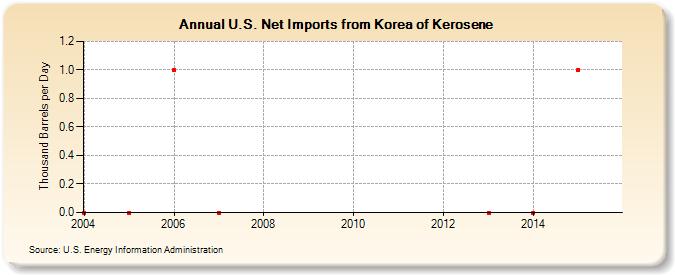 Annual U.S. Net Imports from Korea of Kerosene
Thousand Barrels per Day
1.2
1.0
0.8
0.6
0.4
0.2
0.0
2004 2006 2008 2010 2012 2014
Source: U.S. Energy Information Administration